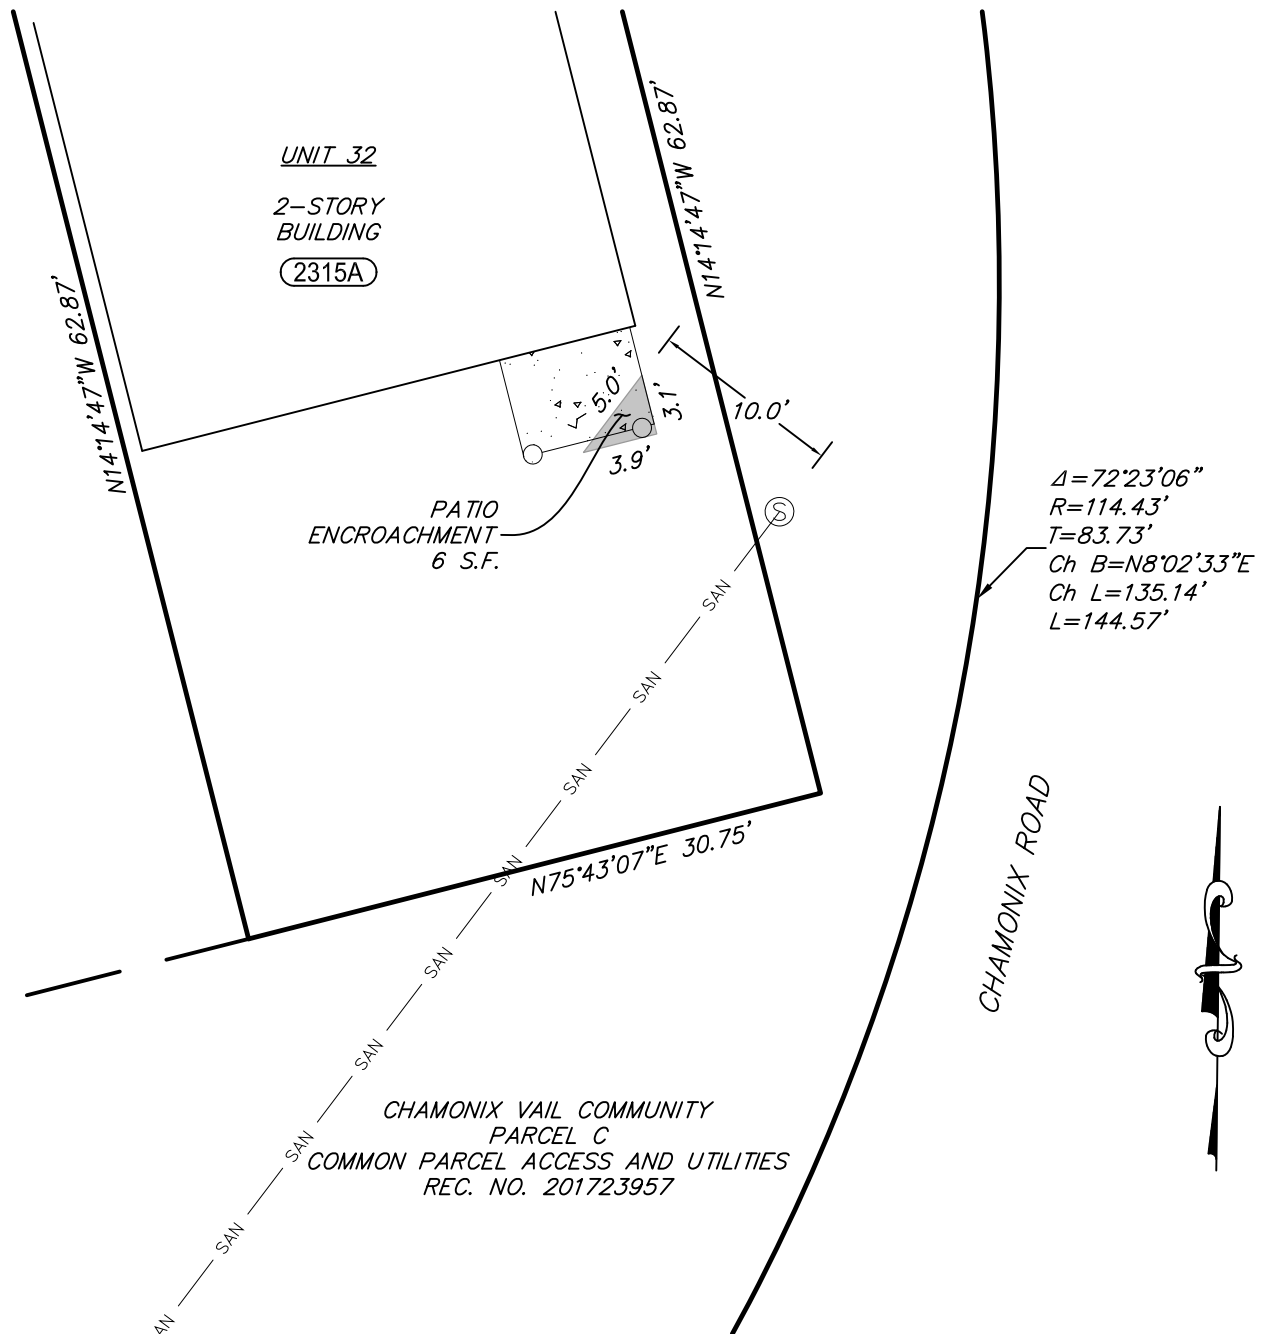 UNIT 32
2-STORY
BUILDING
2315A
N14°14'47"W 62.87'
N14°14'47"W 62.87'
5.0'
3.1'
3.9'
10.0'
PATIO
ENCROACHMENT
6 S.F.
S
Δ=72°23'06"
R=114.43'
T=83.73'
Ch B=N8°02'33"E
Ch L=135.14'
L=144.57'
SAN
SAN
SAN
SAN
N75°43'07"E 30.75'
SAN
SAN
CHAMONIX ROAD
CHAMONIX VAIL COMMUNITY
PARCEL C
COMMON PARCEL ACCESS AND UTILITIES
REC. NO. 201723957
SAN
SAN
AN